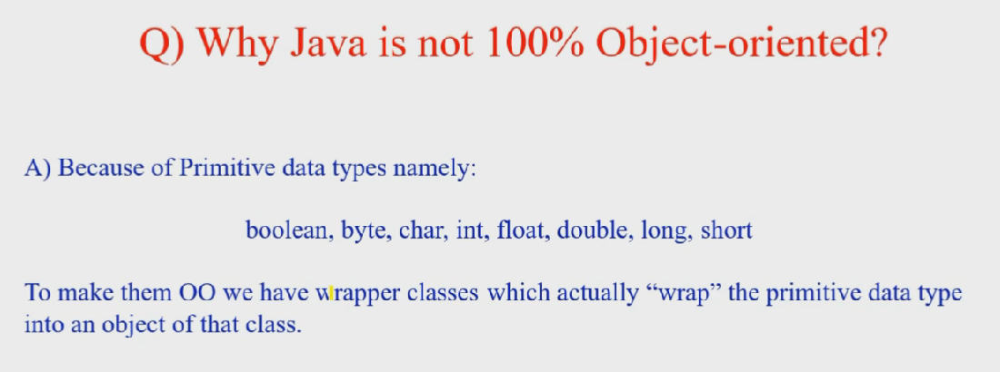 Q) Why Java is not 100% Object-oriented?
A) Because of Primitive data types namely:
boolean, byte, char, int, float, double, long, short
To make them OO we have wrapper classes which actually “wrap” the primitive data type
into an object of that class.